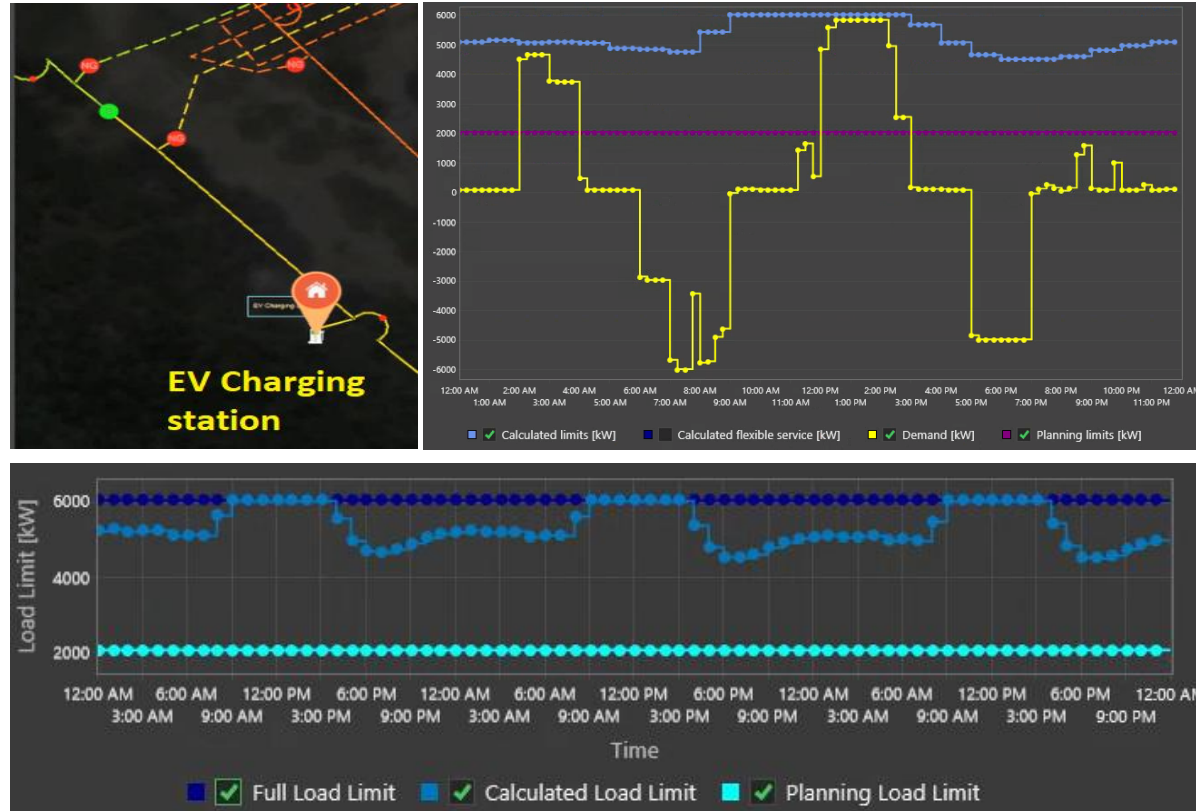 NG
NG
NG
EV Charging
EV Charging
station
6000
5000
4000
3000
2000
1000
0
-1000
-2000
-3000
-4000
-5000
-6000
12:00 AM 2:00 AM 4:00 AM 6:00 AM 8:00 AM 10:00 AM 12:00 PM 2:00 PM 4:00 PM 6:00 PM 8:00 PM 10:00 PM 12:00 AM
1:00 AM 3:00 AM 5:00 AM 7:00 AM 9:00 AM 11:00 AM 1:00 PM 3:00 PM 5:00 PM 7:00 PM 9:00 PM 11:00 PM
Calculated limits [kW] Calculated flexible service [kW] Demand [kW] Planning limits [kW]
Load Limit [kW]
6000
4000
2000
12:00 AM 6:00 AM 12:00 PM 6:00 PM 12:00 AM 6:00 AM 12:00 PM 6:00 PM 12:00 AM 6:00 AM 12:00 PM 6:00 PM 12:00 AM
3:00 AM 9:00 AM 3:00 PM 9:00 PM 3:00 AM 9:00 AM 3:00 PM 9:00 PM 3:00 AM 9:00 AM 3:00 PM 9:00 PM
Time
Full Load Limit Calculated Load Limit Planning Load Limit